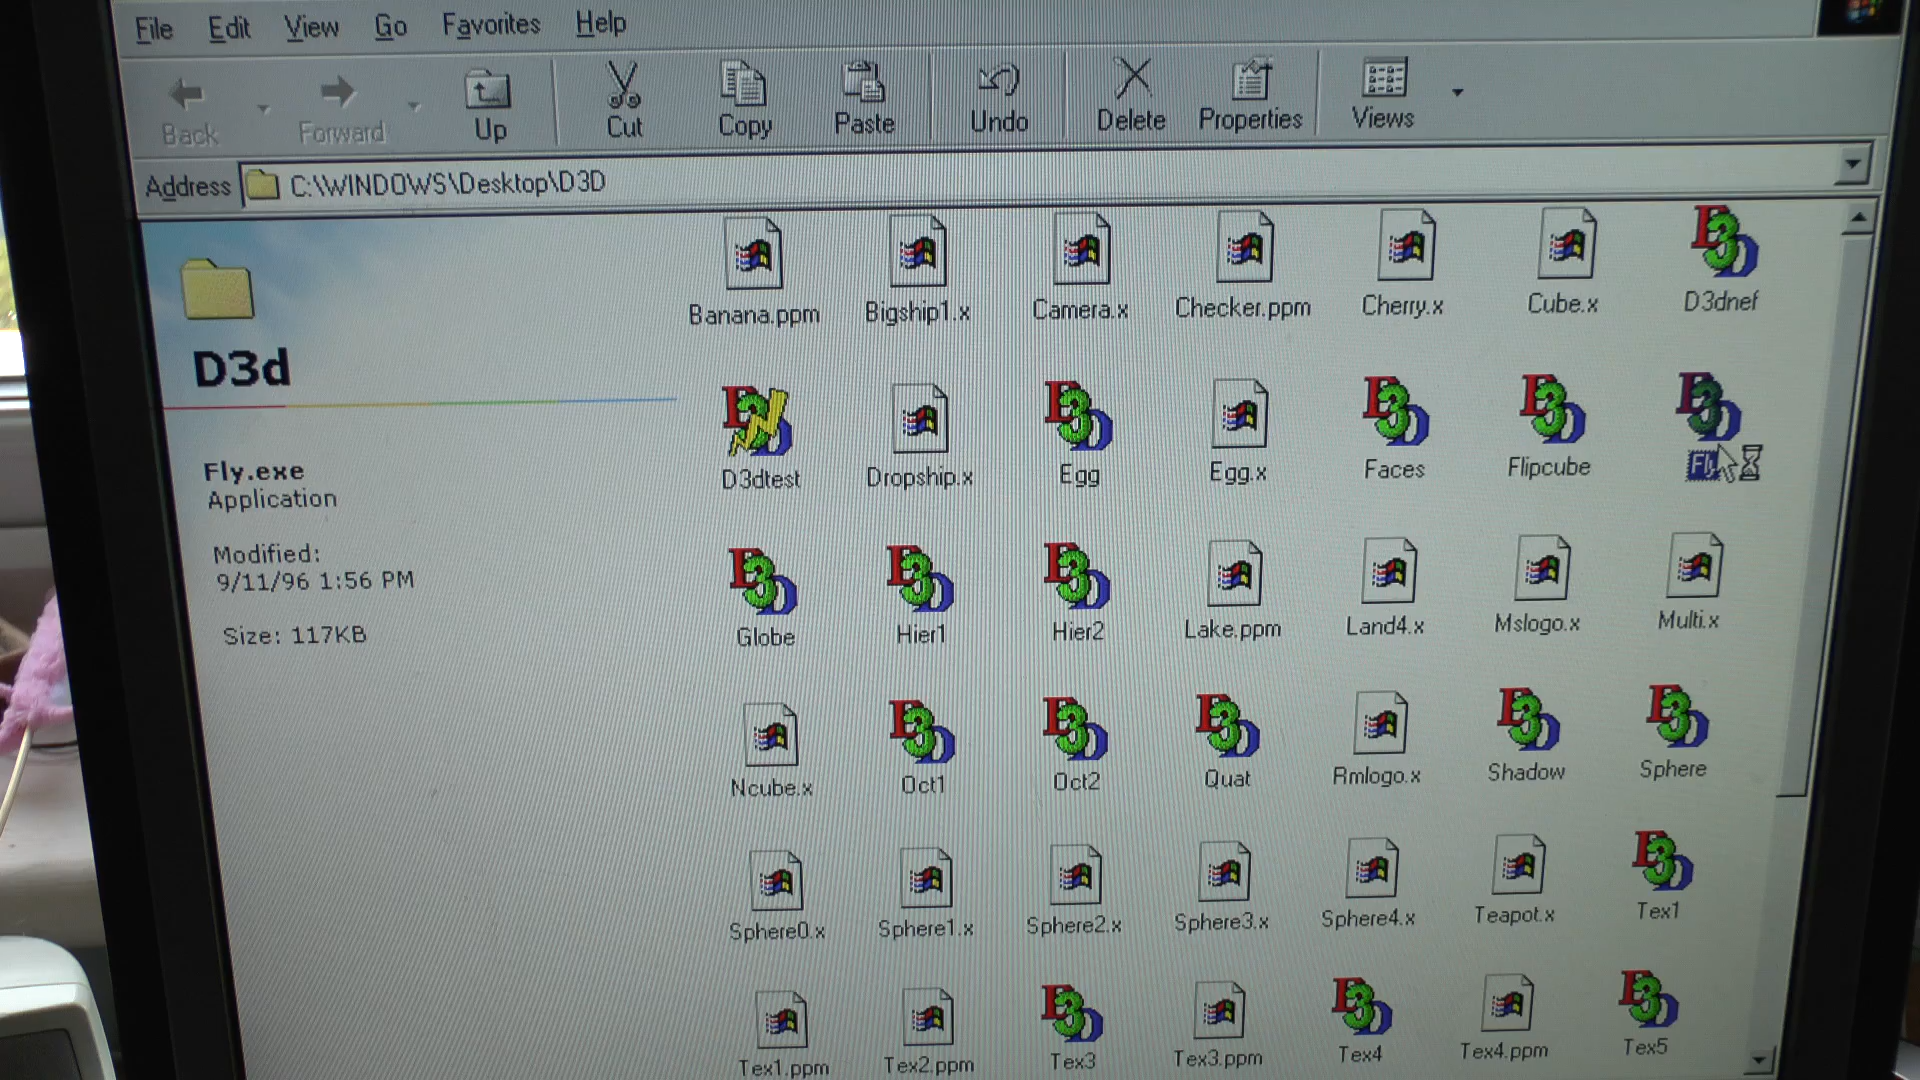 File Edit View Go Favorites Help
Back Forward Up Cut Copy Paste Undo Delete Properties Views
Address C:\WINDOWS\Desktop\D3D
D3d
Fly.exe
Application
Modified:
9/11/96 1:56 PM
Size: 117KB
Banana.ppm Bigship1.x Camera.x Checker.ppm Cherry.x Cube.x D3dnef
D3dtest Dropship.x Egg Egg.x Faces Flipcube Fly
Globe Hier1 Hier2 Lake.ppm Land4.x Mslogo.x Multi.x
Ncube.x Oct1 Oct2 Quat Rmlogo.x Shadow Sphere
Sphere0.x Sphere1.x Sphere2.x Sphere3.x Sphere4.x Teapot.x Tex1
Tex1.ppm Tex2.ppm Tex3 Tex3.ppm Tex4 Tex4.ppm Tex5